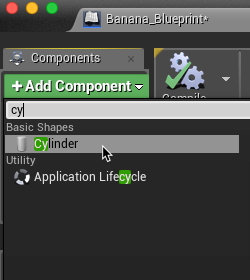 Banana_Blueprint*
Components
+ Add Component
Compile
cy
Basic Shapes
Cylinder
Utility
Application Lifecycle